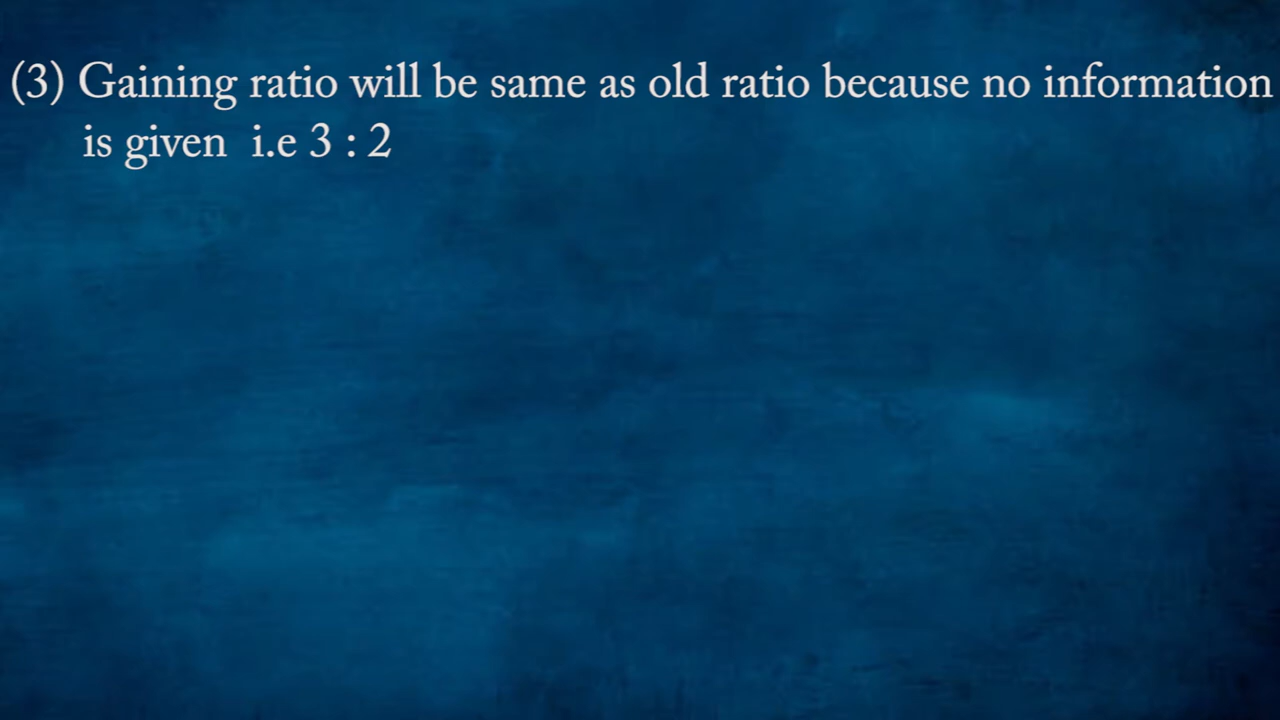 (3) Gaining ratio will be same as old ratio because no information
is given i.e 3 : 2